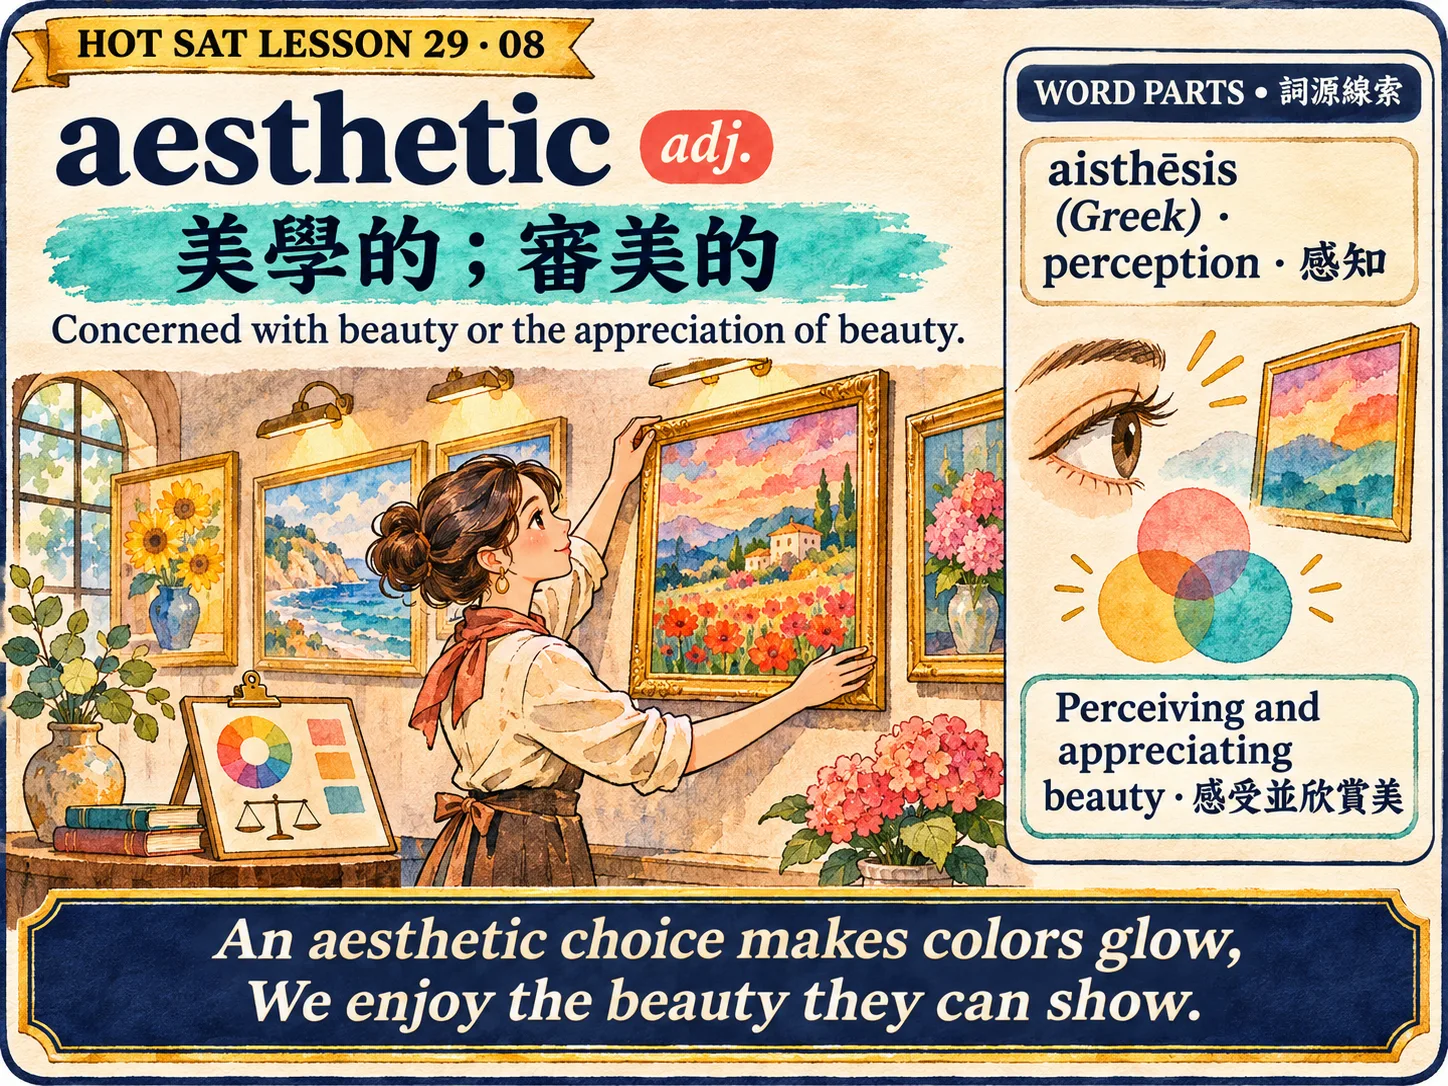 HOT SAT LESSON 29 · 08
aesthetic adj.
美學的；審美的
Concerned with beauty or the appreciation of beauty.
WORD PARTS • 詞源線索
aisthēsis
(Greek) ·
perception · 感知
Perceiving and
appreciating
beauty · 感受並欣賞美
An aesthetic choice makes colors glow,
We enjoy the beauty they can show.